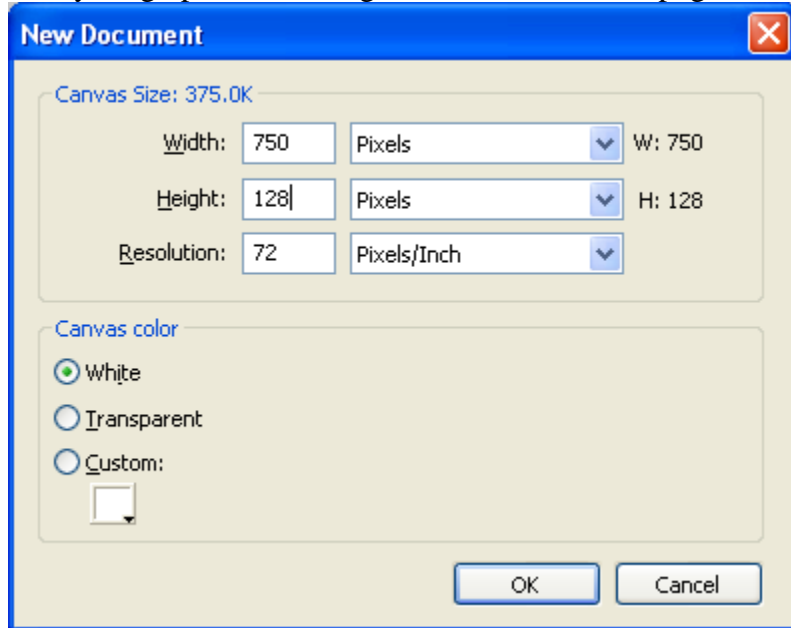 New Document
Canvas Size: 375.0K
Width: 750 Pixels W: 750
Height: 128 Pixels H: 128
Resolution: 72 Pixels/Inch
Canvas color
White
Transparent
Custom:
OK Cancel